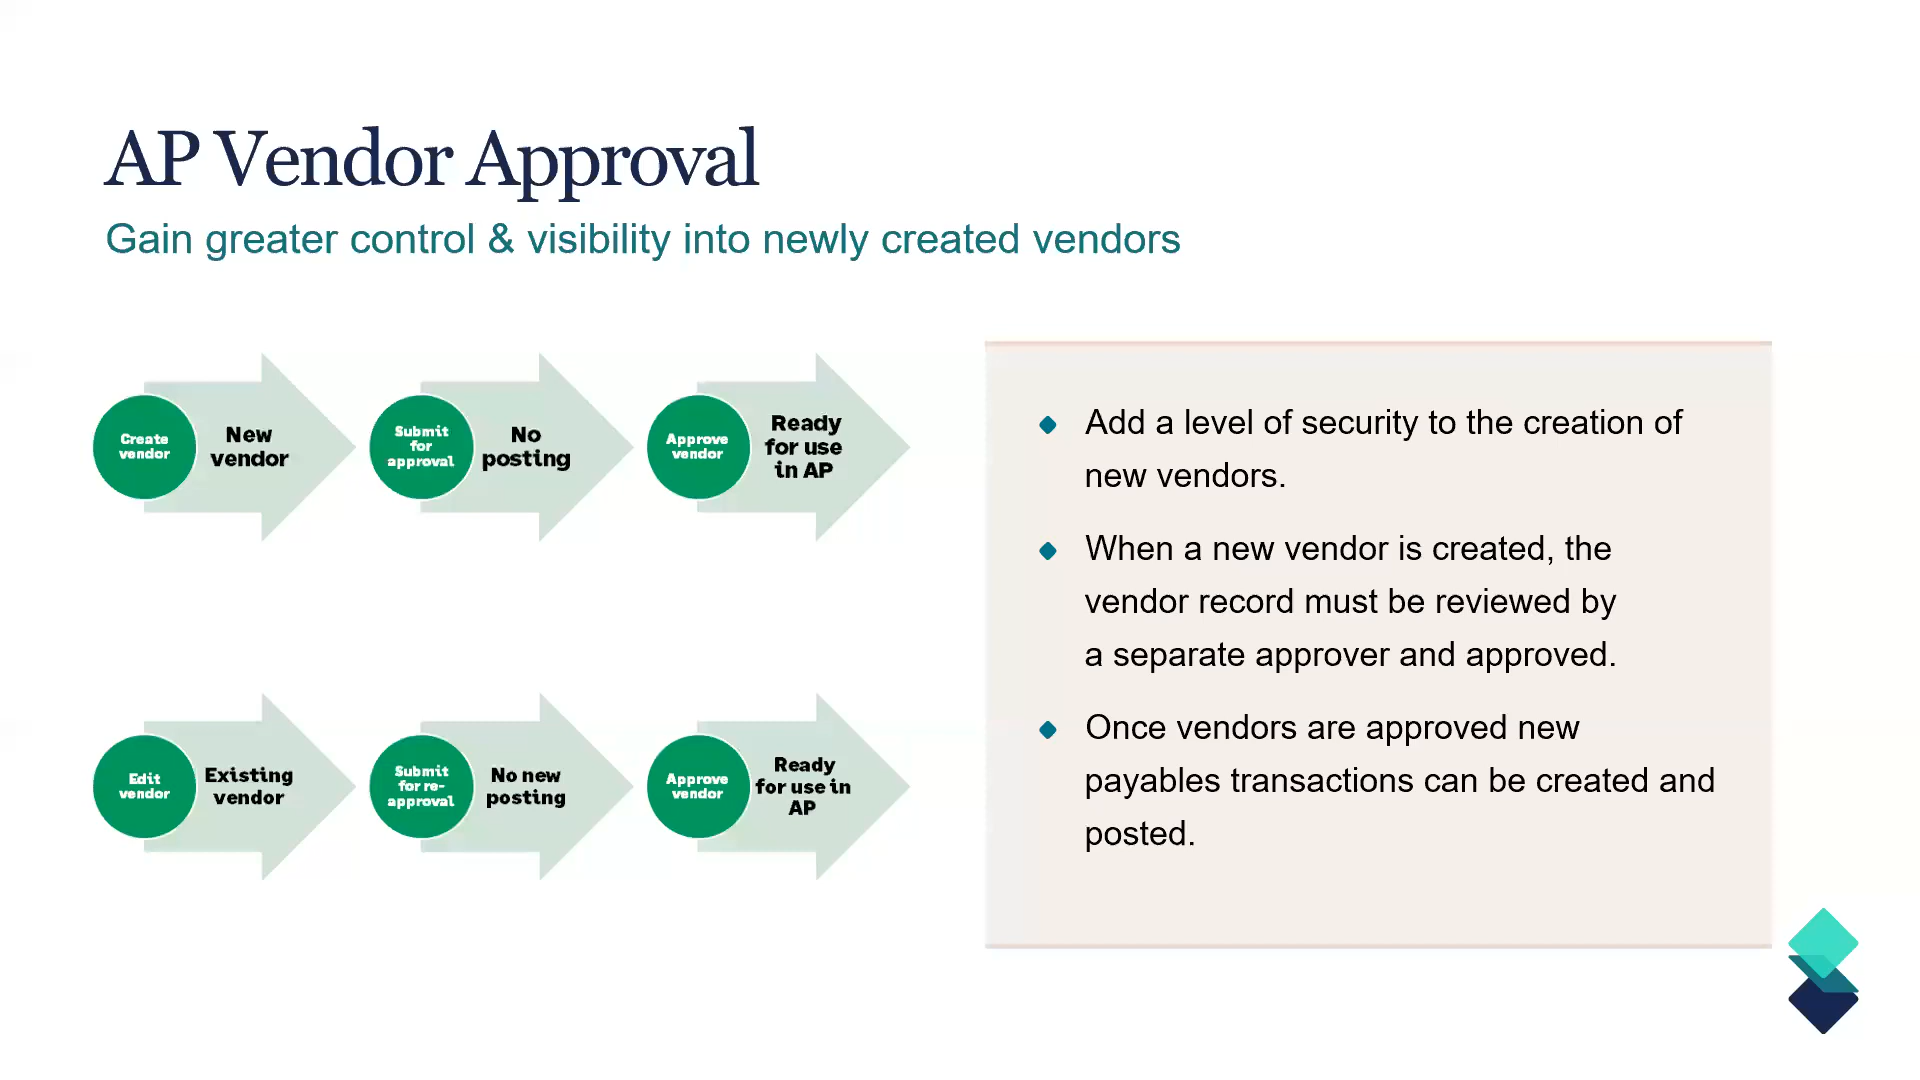 AP Vendor Approval
Gain greater control & visibility into newly created vendors
Create
vendor
New
vendor
Submit
for
approval
No
posting
Approve
vendor
Ready
for use
in AP
Edit
vendor
Existing
vendor
Submit
for re-
approval
No new
posting
Approve
vendor
Ready
for use in
AP
Add a level of security to the creation of
new vendors.
When a new vendor is created, the
vendor record must be reviewed by
a separate approver and approved.
Once vendors are approved new
payables transactions can be created and
posted.